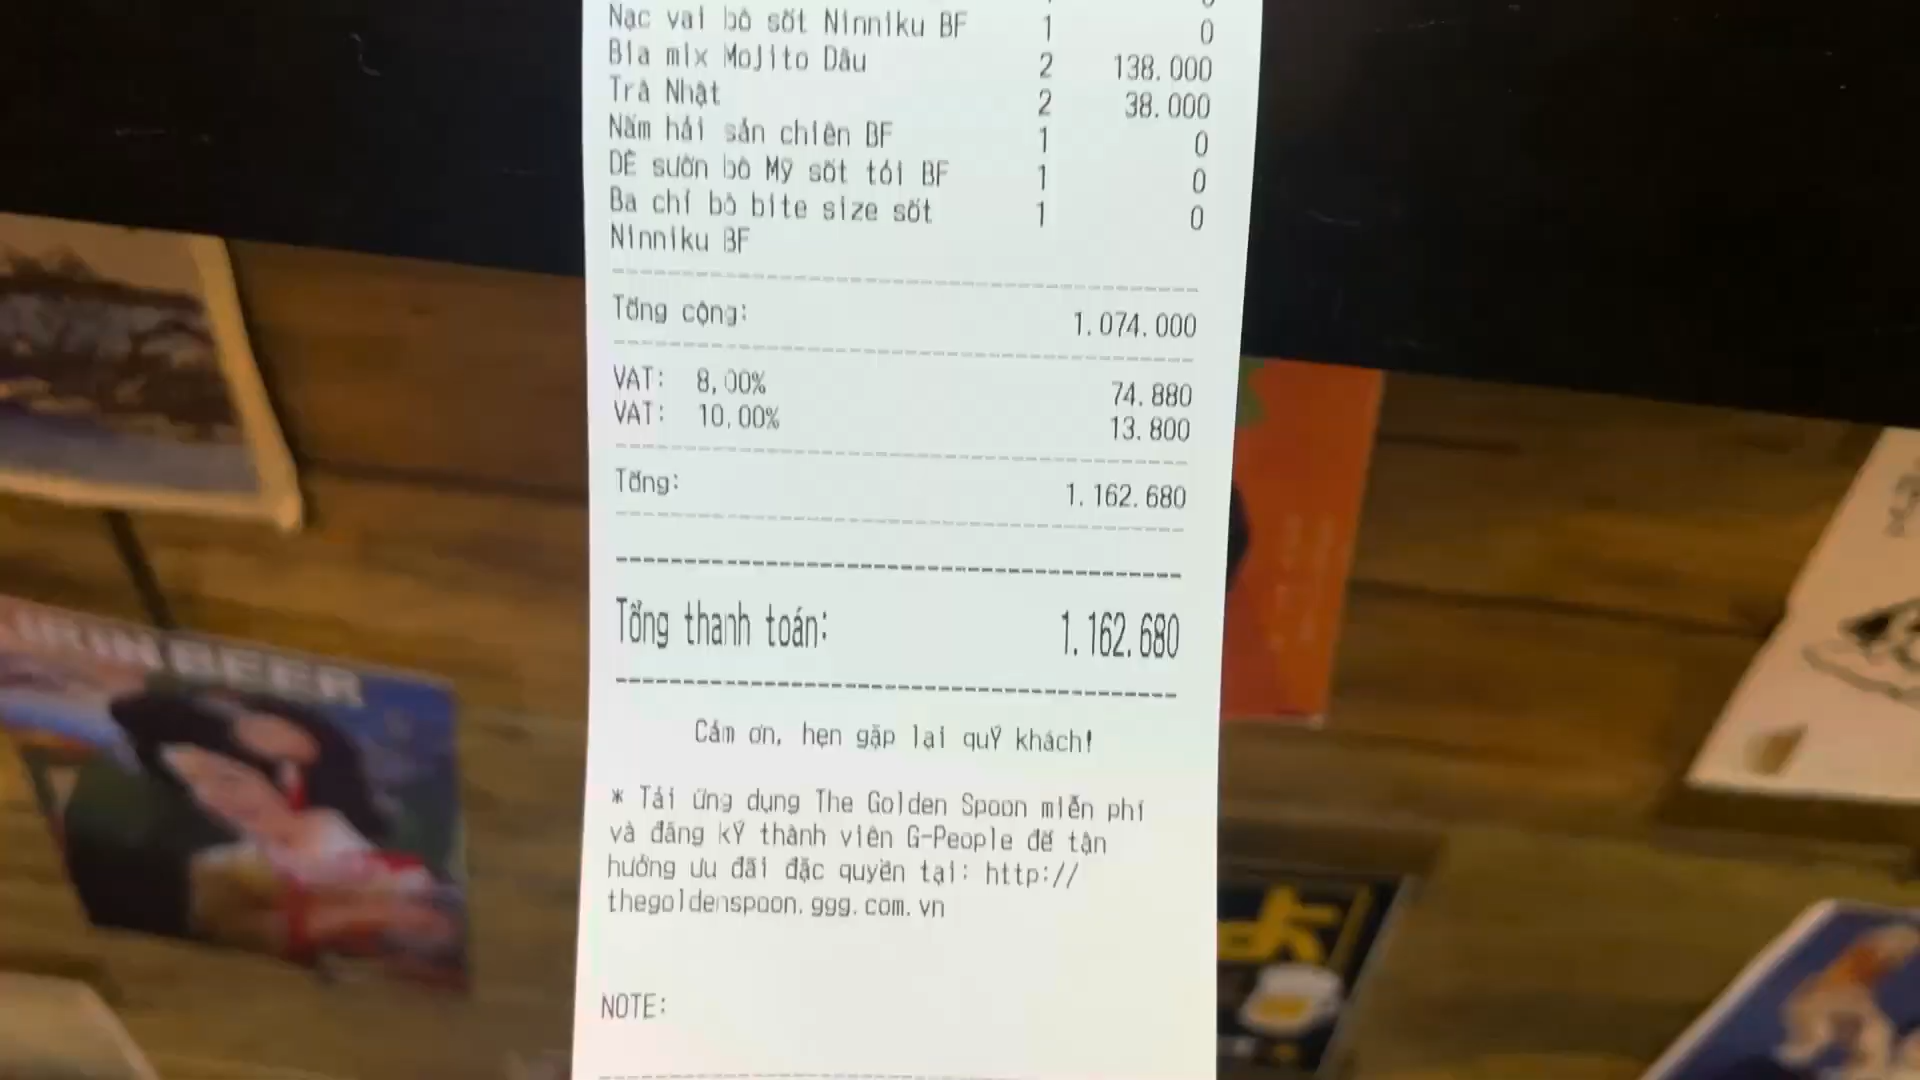 Nạc vai bò sốt Ninniku BF 1 0
Bia mix Mojito Dâu 2 138.000
Trà Nhật 2 38.000
Nấm hải sản chiên BF 1 0
DẺ sườn bò Mỹ sốt tỏi BF 1 0
Ba chỉ bò bite size sốt 1 0
Ninniku BF
Tổng cộng: 1.074.000
VAT: 8,00% 74.880
VAT: 10,00% 13.800
Tổng: 1.162.680
Tổng thanh toán: 1.162.680
Cảm ơn, hẹn gặp lại quý khách!
* Tải ứng dụng The Golden Spoon miễn phí
và đăng ký thành viên G-People để tận
hưởng ưu đãi đặc quyền tại: http://
thegoldenspoon.ggg.com.vn
NOTE:
KIRIN BEER